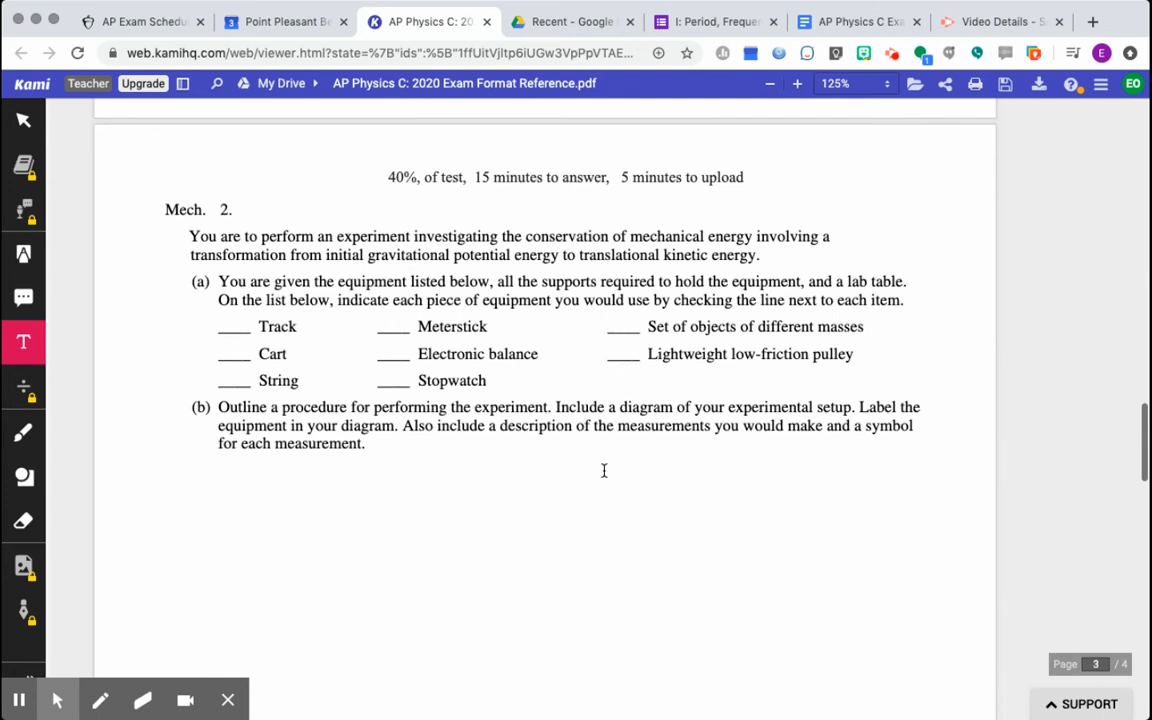 AP Exam Schedu
Point Pleasant Be
AP Physics C: 20
Recent - Google
I: Period, Frequen
AP Physics C Exa
Video Details - S
web.kamihq.com/web/viewer.html?state=%7B"ids"%3A%5B"1ffUitVjltp6iUGw3VpPpVTAE...
1
E
Kami
Teacher
Upgrade
My Drive
AP Physics C: 2020 Exam Format Reference.pdf
125%
EO
40%, of test, 15 minutes to answer, 5 minutes to upload
Mech. 2.
You are to perform an experiment investigating the conservation of mechanical energy involving a
transformation from initial gravitational potential energy to translational kinetic energy.
(a) You are given the equipment listed below, all the supports required to hold the equipment, and a lab table.
On the list below, indicate each piece of equipment you would use by checking the line next to each item.
____ Track ____ Meterstick ____ Set of objects of different masses
____ Cart ____ Electronic balance ____ Lightweight low-friction pulley
____ String ____ Stopwatch
(b) Outline a procedure for performing the experiment. Include a diagram of your experimental setup. Label the
equipment in your diagram. Also include a description of the measurements you would make and a symbol
for each measurement.
Page 3 / 4
SUPPORT